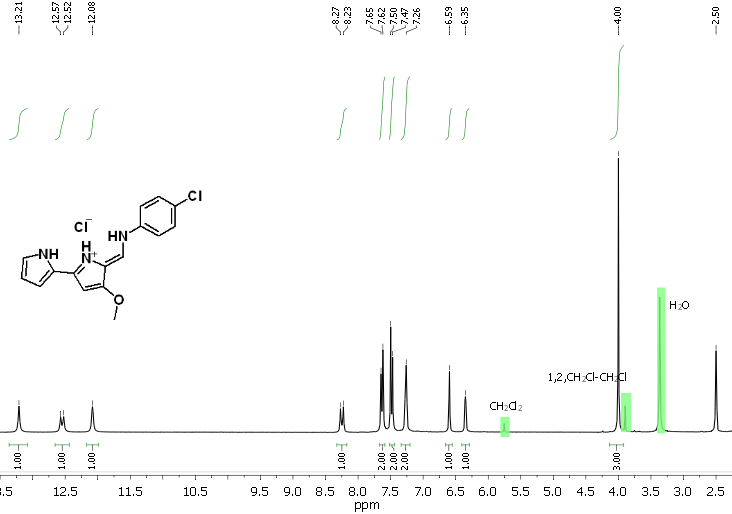 13.21 12.57 12.52 12.08 8.27 8.23 7.65 7.62 7.50 7.47 7.26 6.59 6.35 4.00 2.50
Cl
Cl⁻
HN
NH
H
N⁺
O
H₂O
1,2,CH₂Cl-CH₂Cl
CH₂Cl₂
1.00 1.00 1.00 1.00 2.00 2.00 2.00 1.00 1.00 3.00
3.5 12.5 11.5 10.5 9.5 9.0 8.5 8.0 7.5 7.0 6.5 6.0 5.5 5.0 4.5 4.0 3.5 3.0 2.5
ppm